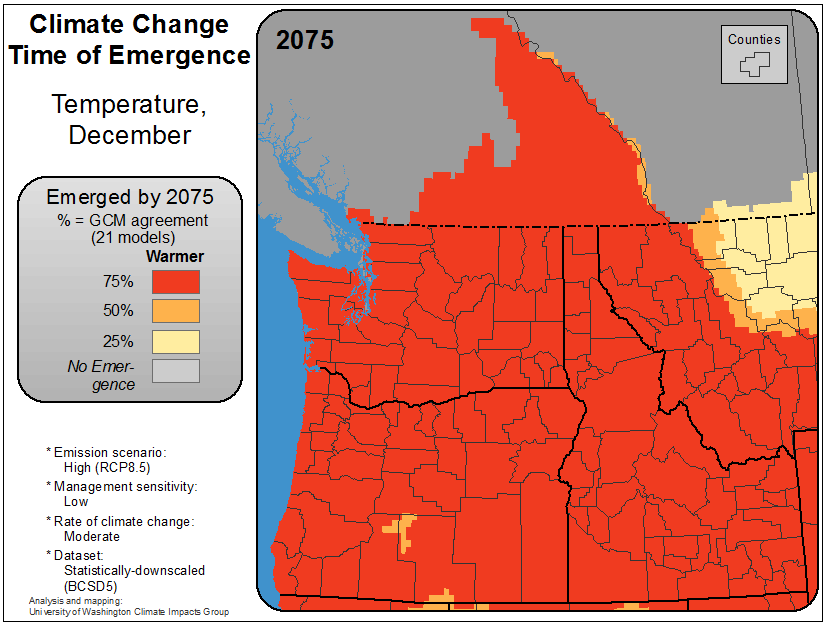 Climate Change
Time of Emergence
Temperature,
December
Emerged by 2075
% = GCM agreement
(21 models)
Warmer
75%
50%
25%
No Emer-
gence
* Emission scenario:
High (RCP8.5)
* Management sensitivity:
Low
* Rate of climate change:
Moderate
* Dataset:
Statistically-downscaled
(BCSD5)
Analysis and mapping:
University of Washington Climate Impacts Group
2075
Counties